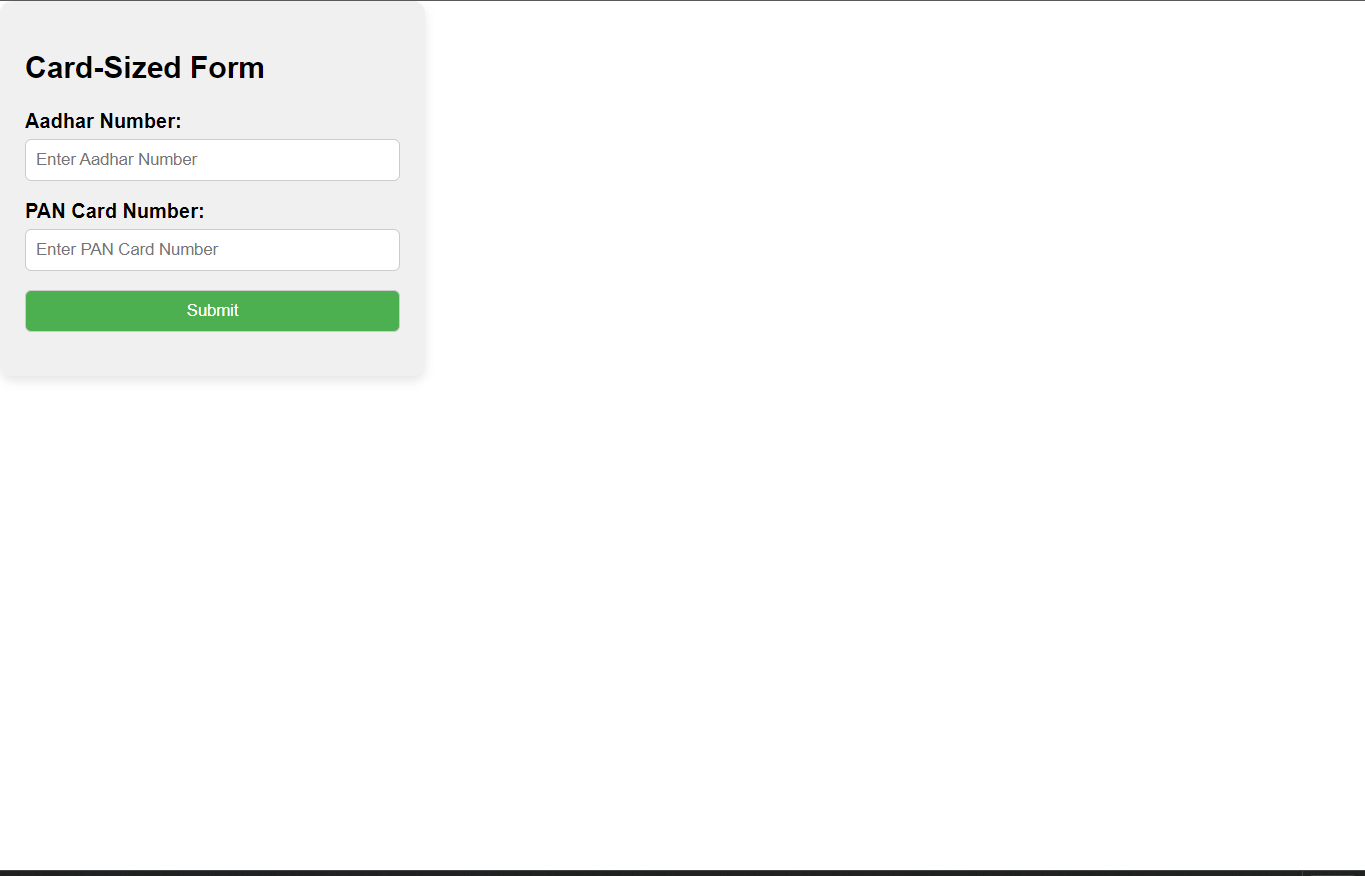 Card-Sized Form
Aadhar Number:
Enter Aadhar Number
PAN Card Number:
Enter PAN Card Number
Submit